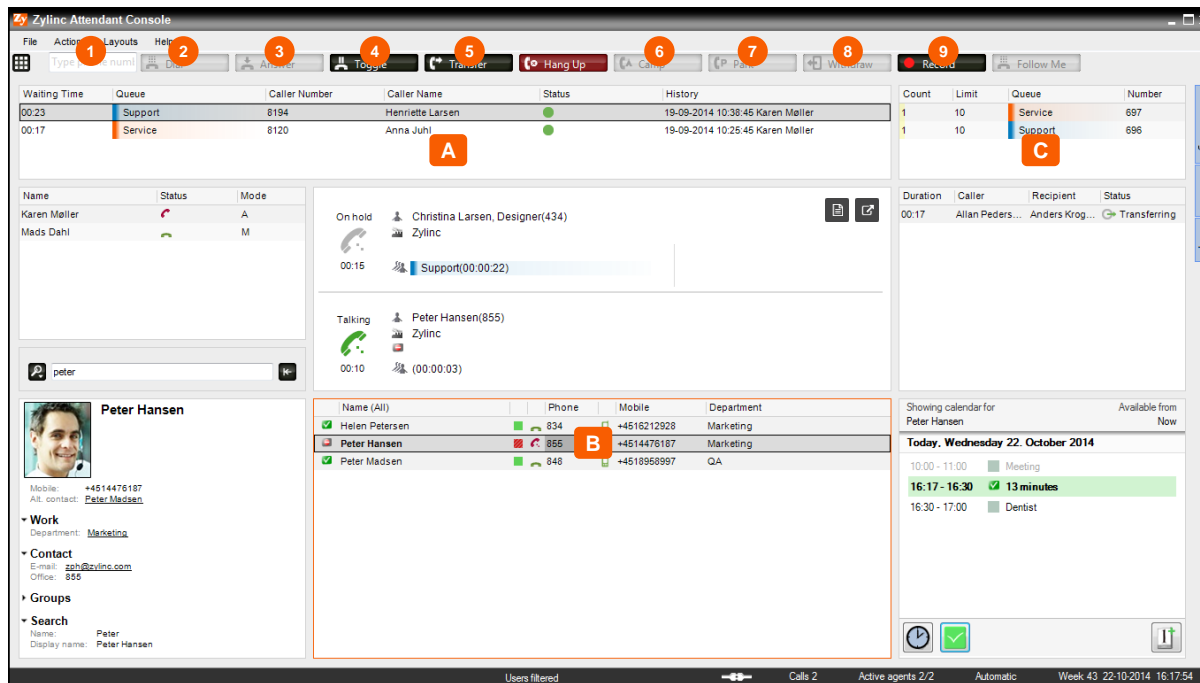 Zy Zylinc Attendant Console
File Action Layouts Help
1 2 3 4 5 6 7 8 9
Type phone numl Dial Answer Toggle Transfer Hang Up Camp Park Withdraw Record Follow Me
Waiting Time Queue Caller Number Caller Name Status History
00:23 Support 8194 Henriette Larsen 19-09-2014 10:38:45 Karen Møller
00:17 Service 8120 Anna Juhl 19-09-2014 10:25:45 Karen Møller
A
Count Limit Queue Number
1 10 Service 697
1 10 Support 696
C
Name Status Mode
Karen Møller A
Mads Dahl M
On hold Christina Larsen, Designer(434)
Zylinc
00:15 Support(00:00:22)
Talking Peter Hansen(855)
Zylinc
00:10 (00:00:03)
Duration Caller Recipient Status
00:17 Allan Peders... Anders Krog... Transferring
peter
Peter Hansen
Mobile: +4514476187
Alt. contact: Peter Madsen
Work
Department: Marketing
Contact
E-mail: zph@zylinc.com
Office: 855
Groups
Search
Name: Peter
Display name: Peter Hansen
Name (All) Phone Mobile Department
Helen Petersen 834 +4516212928 Marketing
Peter Hansen 855 +4514476187 Marketing
B
Peter Madsen 848 +4518958997 QA
Showing calendar for Available from
Peter Hansen Now
Today, Wednesday 22. October 2014
10:00 - 11:00 Meeting
16:17 - 16:30 13 minutes
16:30 - 17:00 Dentist
Users filtered Calls 2 Active agents 2/2 Automatic Week 43 22-10-2014 16:17:54